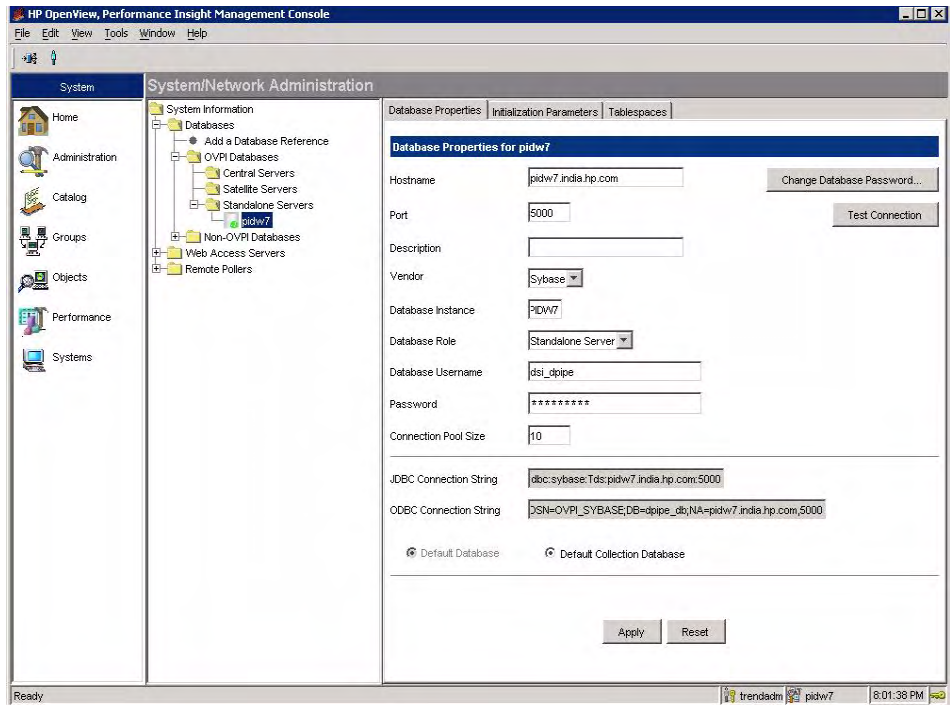 HP OpenView, Performance Insight Management Console
File Edit View Tools Window Help
System
System/Network Administration
Home
Administration
Catalog
Groups
Objects
Performance
Systems
System Information
Databases
Add a Database Reference
OVPI Databases
Central Servers
Satellite Servers
Standalone Servers
pidw7
Non-OVPI Databases
Web Access Servers
Remote Pollers
Database Properties Initialization Parameters Tablespaces
Database Properties for pidw7
Hostname pidw7.india.hp.com Change Database Password...
Port 5000 Test Connection
Description
Vendor Sybase
Database Instance PIDW7
Database Role Standalone Server
Database Username dsi_dpipe
Password *********
Connection Pool Size 10
JDBC Connection String dbc:sybase:Tds:pidw7.india.hp.com:5000
ODBC Connection String DSN=OVPI_SYBASE;DB=dpipe_db;NA=pidw7.india.hp.com,5000
Default Database Default Collection Database
Apply Reset
Ready trendadm pidw7 8:01:38 PM